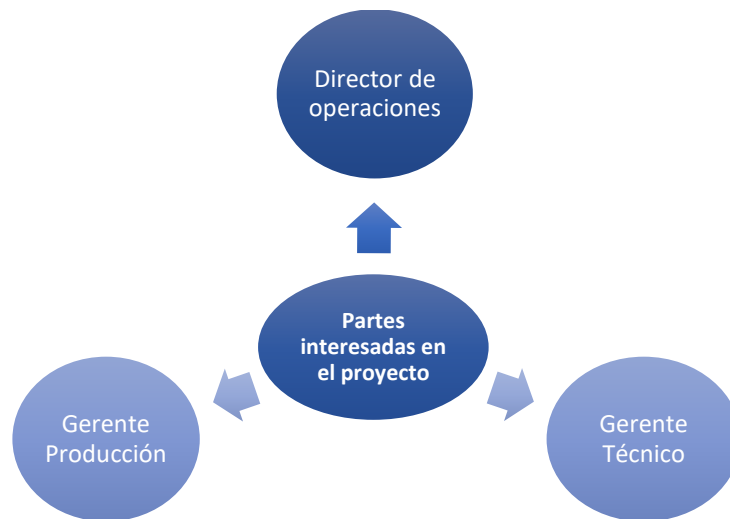 Director de
operaciones
Partes
interesadas en
el proyecto
Gerente
Producción
Gerente
Técnico